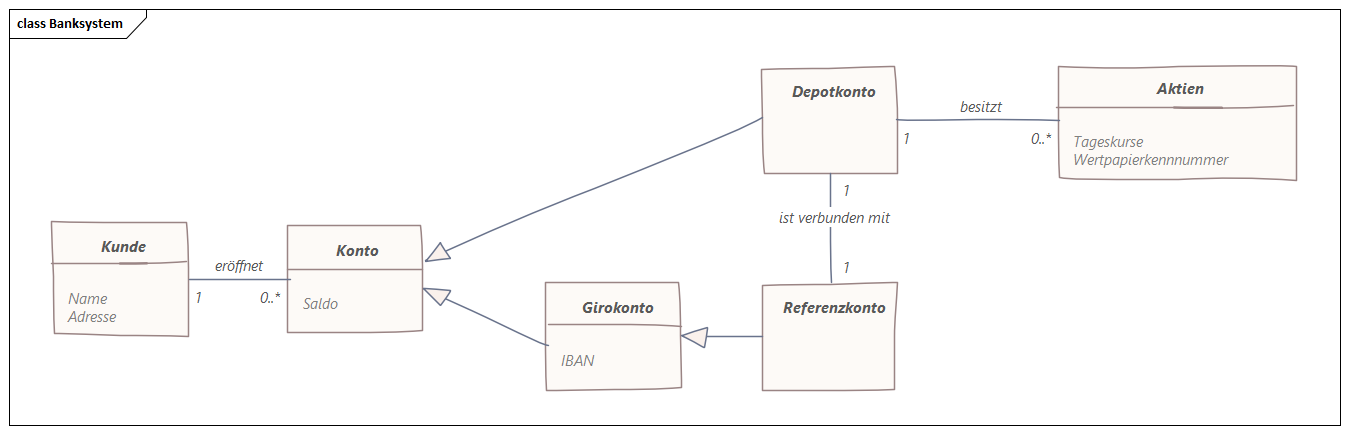 class Banksystem
Depotkonto
besitzt
1
0..*
Aktien
Tageskurse
Wertpapierkennnummer
1
ist verbunden mit
1
Kunde
Name
Adresse
eröffnet
1
0..*
Konto
Saldo
Girokonto
IBAN
Referenzkonto